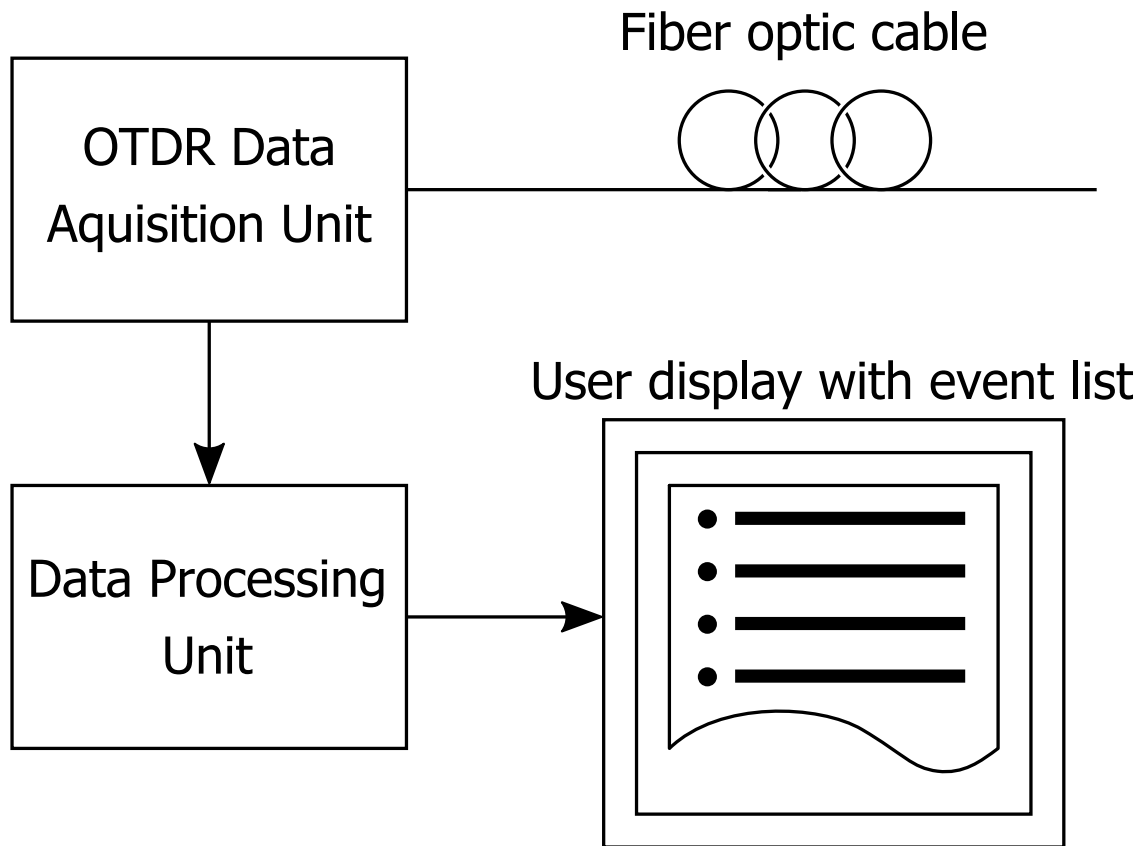 Fiber optic cable
OTDR Data
Aquisition Unit
User display with event list
Data Processing
Unit